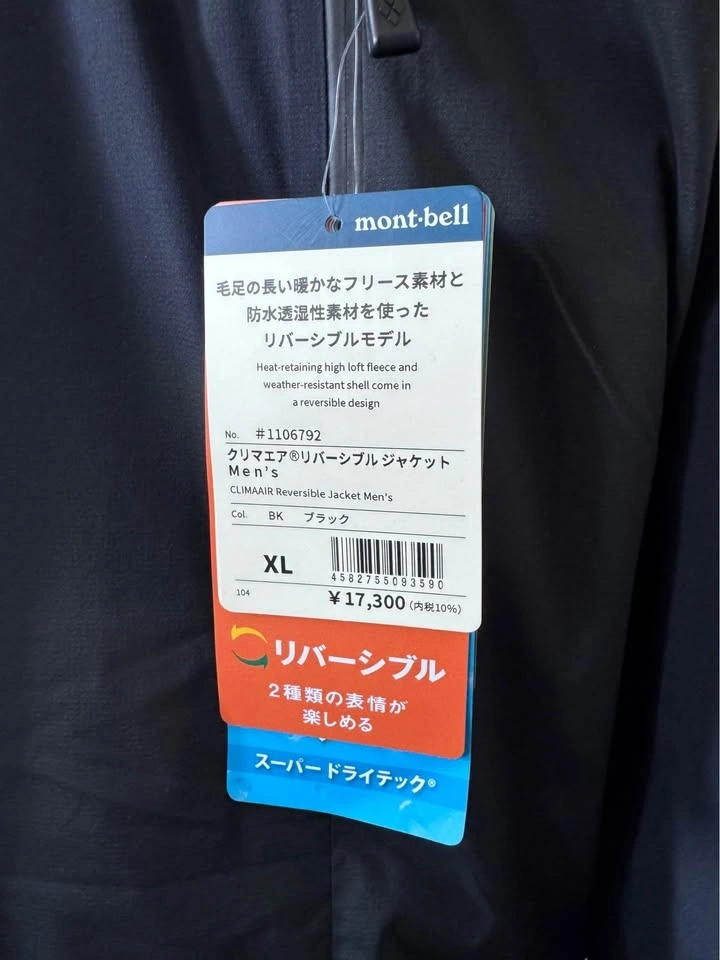 mont-bell
毛足の長い暖かなフリース素材と
防水透湿性素材を使った
リバーシブルモデル
Heat-retaining high loft fleece and
weather-resistant shell come in
a reversible design
No. #1106792
クリマエア®リバーシブル ジャケット
Men's
CLIMAAIR Reversible Jacket Men's
Col. BK ブラック
XL
4582755093590
104 ¥17,300 (内税10%)
リバーシブル
2種類の表情が
楽しめる
スーパー ドライテック®